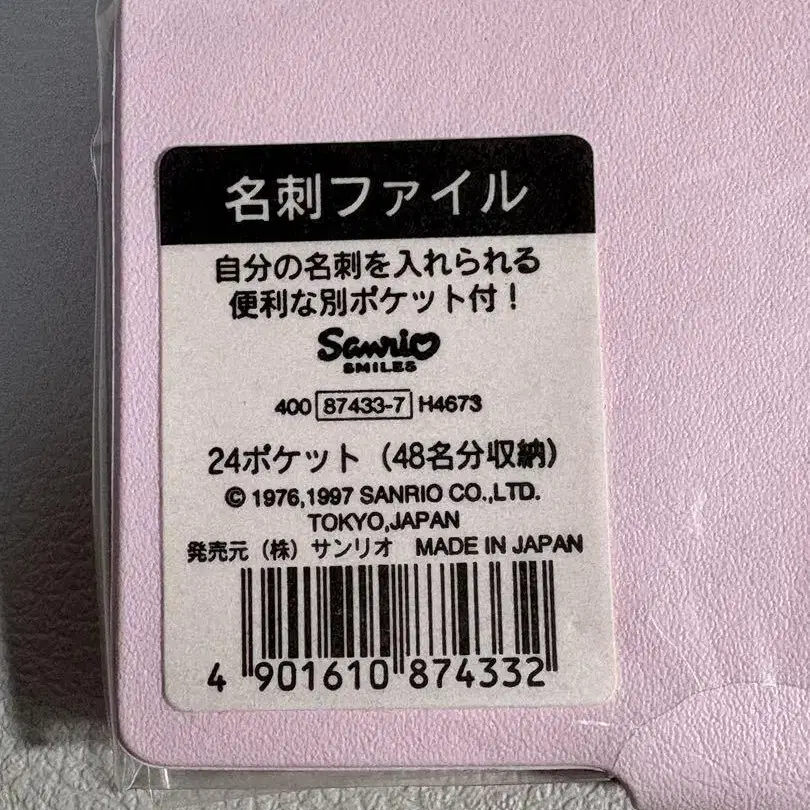 名刺ファイル
自分の名刺を入れられる
便利な別ポケット付！
Sanrio
SMILES
400 87433-7 H4673
24ポケット（48名分収納）
© 1976,1997 SANRIO CO.,LTD.
TOKYO,JAPAN
発売元（株）サンリオ MADE IN JAPAN
4 901610 874332